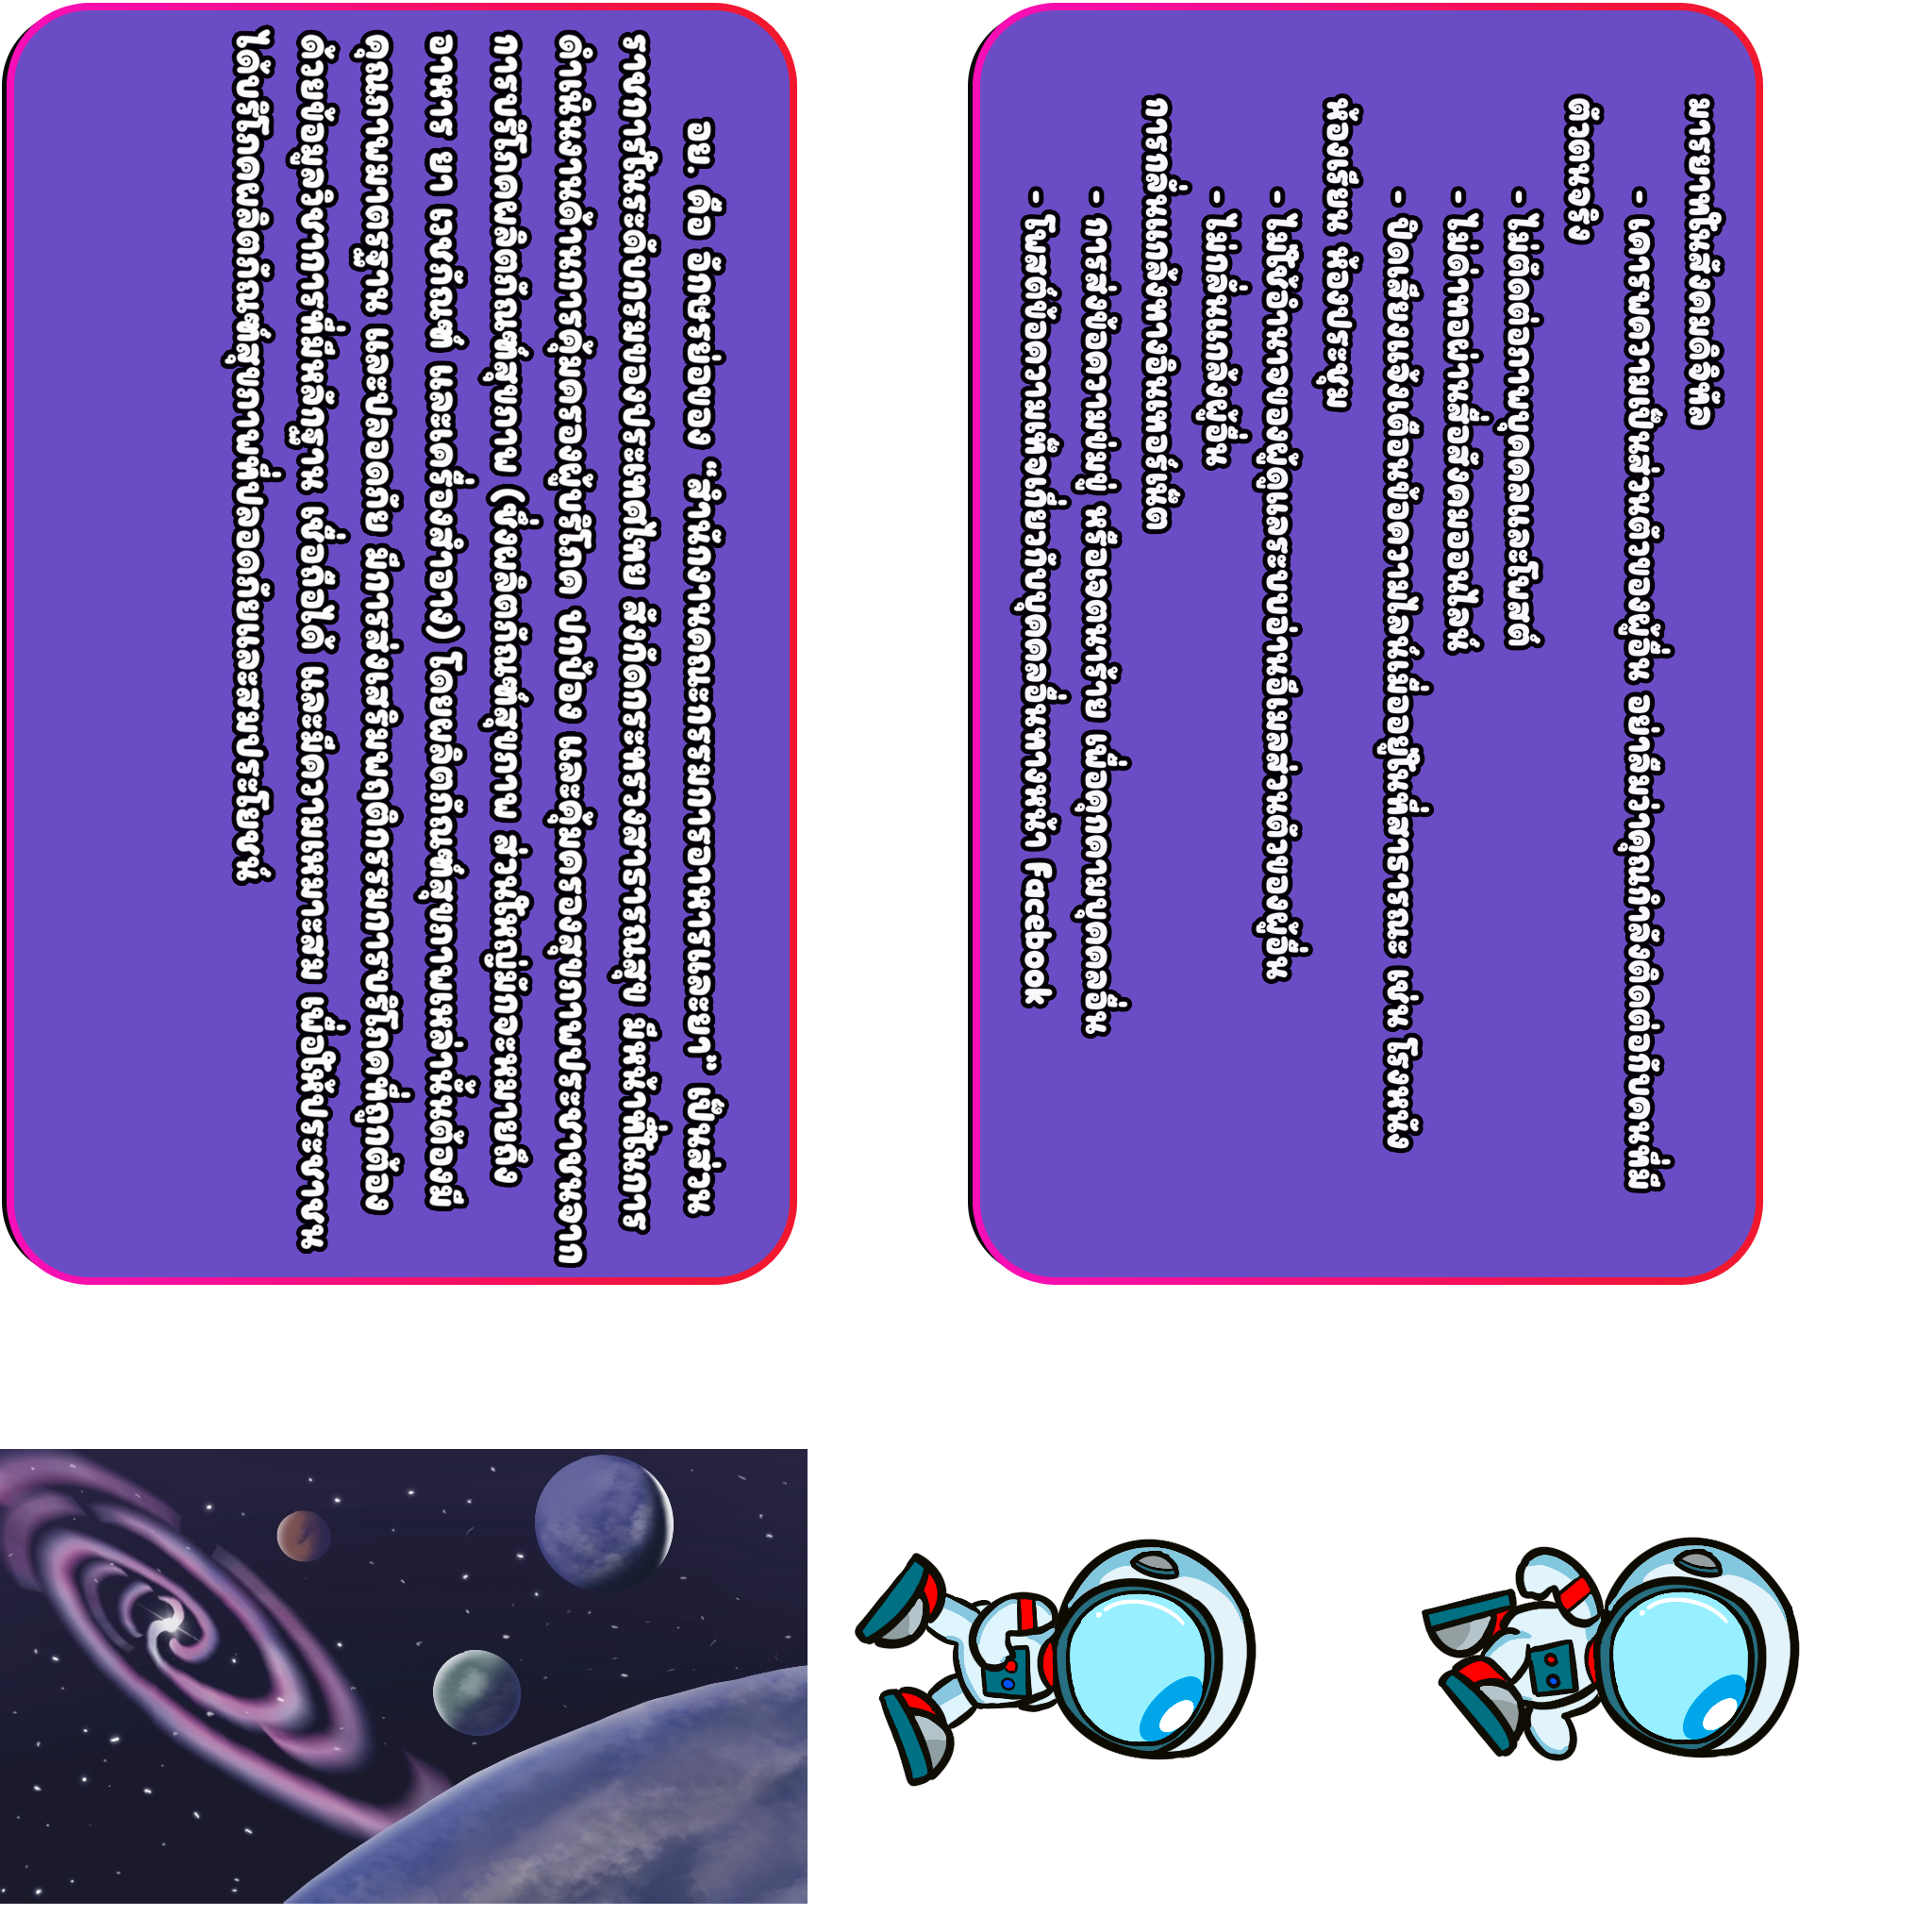 อย. คือ อักษรย่อของ “สำนักงานคณะกรรมการอาหารและยา” เป็นส่วน
ราชการในระดับกรมของประเทศไทย สังกัดกระทรวงสาธารณสุข มีหน้าที่ในการ
ดำเนินงานด้านการคุ้มครองผู้บริโภค ปกป้อง และคุ้มครองสุขภาพประชาชนจาก
การบริโภคผลิตภัณฑ์สุขภาพ (ซึ่งผลิตภัณฑ์สุขภาพ ส่วนใหญ่มักจะหมายถึง
อาหาร ยา เวชภัณฑ์ และเครื่องสำอาง) โดยผลิตภัณฑ์สุขภาพเหล่านั้นต้องมี
คุณภาพมาตรฐาน และปลอดภัย มีการส่งเสริมพฤติกรรมการบริโภคที่ถูกต้อง
ด้วยข้อมูลวิชาการที่มีหลักฐาน เชื่อถือได้ และมีความเหมาะสม เพื่อให้ประชาชน
ได้บริโภคผลิตภัณฑ์สุขภาพที่ปลอดภัยและสมประโยชน์
มารยาทในสังคมดิจิทัล
- เคารพความเป็นส่วนตัวของผู้อื่น อย่าลืมว่าคุณกำลังติดต่อกับคนที่มี
ตัวตนจริง
- ไม่ตัดต่อภาพบุคคลและโพสต์
- ไม่ด่าทอผ่านสื่อสังคมออนไลน์
- ปิดเสียงแจ้งเตือนข้อความไลน์เมื่ออยู่ในที่สาธารณะ เช่น โรงหนัง
ห้องเรียน ห้องประชุม
- ไม่ใช้อำนาจของผู้ดูแลระบบอ่านอีเมลส่วนตัวของผู้อื่น
- ไม่กลั่นแกล้งผู้อื่น
การกลั่นแกล้งทางอินเทอร์เน็ต
- การส่งข้อความข่มขู่ หรือเจตนาร้าย เพื่อคุกคามบุคคลอื่น
- โพสต์ข้อความเท็จเกี่ยวกับบุคคลอื่นทางหน้า Facebook